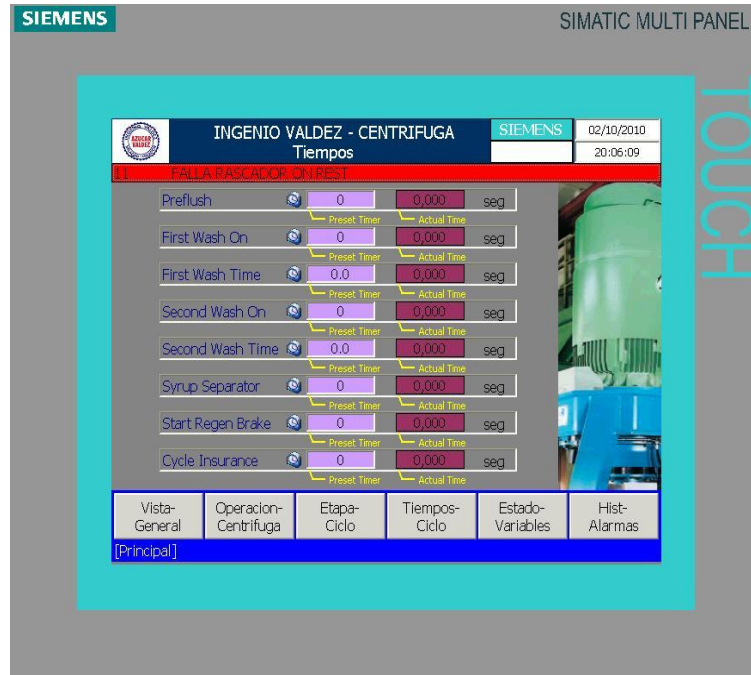 SIEMENS
SIMATIC MULTI PANEL
TOUCH
AZUCAR
VALDEZ
INGENIO VALDEZ - CENTRIFUGA
Tiempos
SIEMENS
02/10/2010
20:06:09
11 FALLA RASCADOR ON REST
Preflush 0 0,000 seg
Preset Timer Actual Time
First Wash On 0 0,000 seg
Preset Timer Actual Time
First Wash Time 0.0 0,000 seg
Preset Timer Actual Time
Second Wash On 0 0,000 seg
Preset Timer Actual Time
Second Wash Time 0.0 0,000 seg
Preset Timer Actual Time
Syrup Separator 0 0,000 seg
Preset Timer Actual Time
Start Regen Brake 0 0,000 seg
Preset Timer Actual Time
Cycle Insurance 0 0,000 seg
Preset Timer Actual Time
Vista-
General
Operacion-
Centrifuga
Etapa-
Ciclo
Tiempos-
Ciclo
Estado-
Variables
Hist-
Alarmas
[Principal]